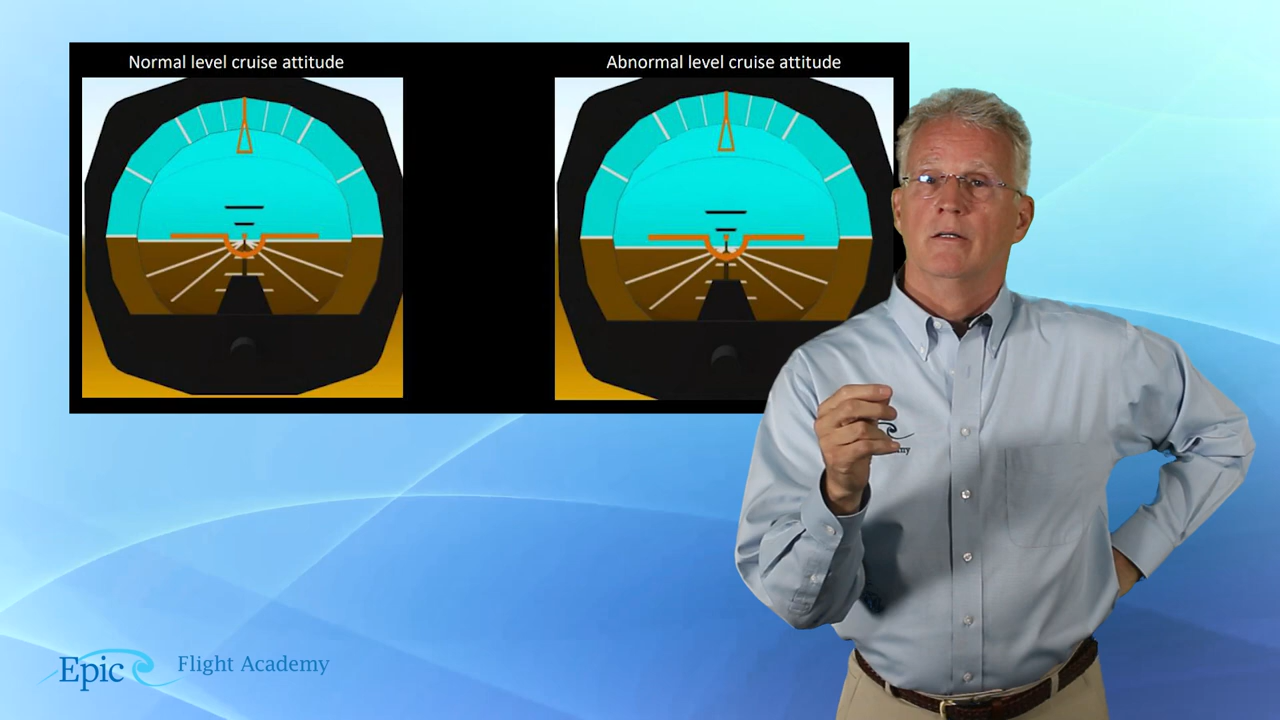 Normal level cruise attitude
Abnormal level cruise attitude
Epic Flight Academy